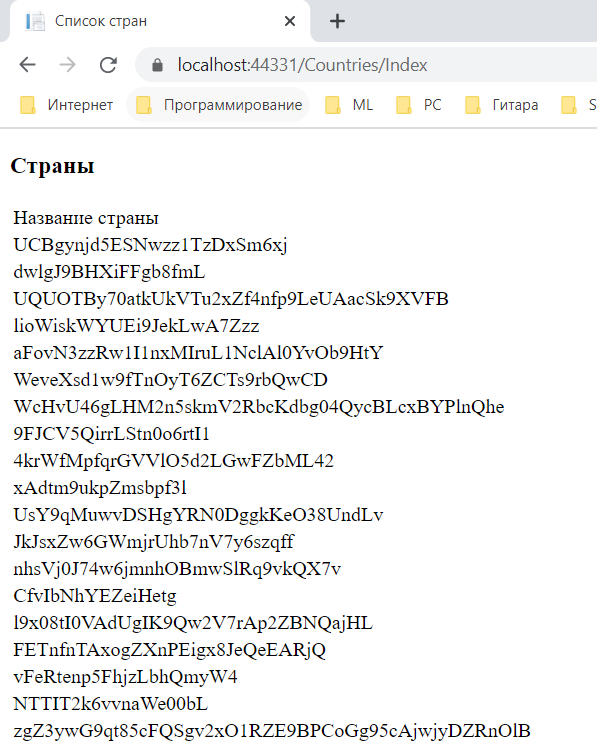 Список стран
localhost:44331/Countries/Index
Интернет Программирование ML PC Гитара S
Страны
Название страны
UCBgynjd5ESNwzz1TzDxSm6xj
dwlgJ9BHXiFFgb8fmL
UQUOTBy70atkUkVTu2xZf4nfp9LeUAacSk9XVFB
lioWiskWYUEi9JekLwA7Zzz
aFovN3zzRw1I1nxMIruL1NclAl0YvOb9HtY
WeveXsd1w9fTnOyT6ZCTs9rbQwCD
WcHvU46gLHM2n5skmV2RbcKdbg04QycBLcxBYPlnQhe
9FJCV5QirrLStn0o6rtI1
4krWfMpfqrGVVlO5d2LGwFZbML42
xAdtm9ukpZmsbpf3l
UsY9qMuwvDSHgYRN0DggkKeO38UndLv
JkJsxZw6GWmjrUhb7nV7y6szqff
nhsVj0J74w6jmnhOBmwSlRq9vkQX7v
CfvIbNhYEZeiHetg
l9x08tI0VAdUgIK9Qw2V7rAp2ZBNQajHL
FETnfnTAxogZXnPEigx8JeQeEARjQ
vFeRtenp5FhjzLbhQmyW4
NTTIT2k6vvnaWe00bL
zgZ3ywG9qt85cFQSgv2xO1RZE9BPCoGg95cAjwjyDZRnOlB